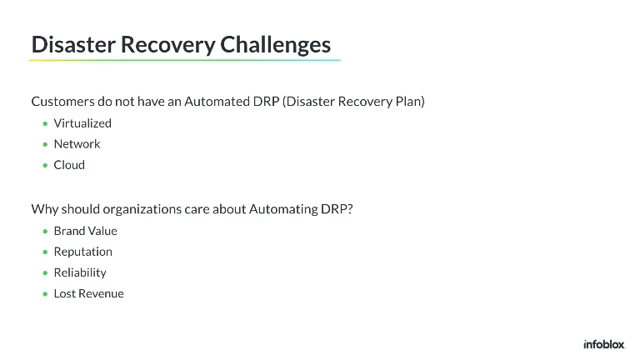 Disaster Recovery Challenges
Customers do not have an Automated DRP (Disaster Recovery Plan)
Virtualized
Network
Cloud
Why should organizations care about Automating DRP?
Brand Value
Reputation
Reliability
Lost Revenue
infoblox.